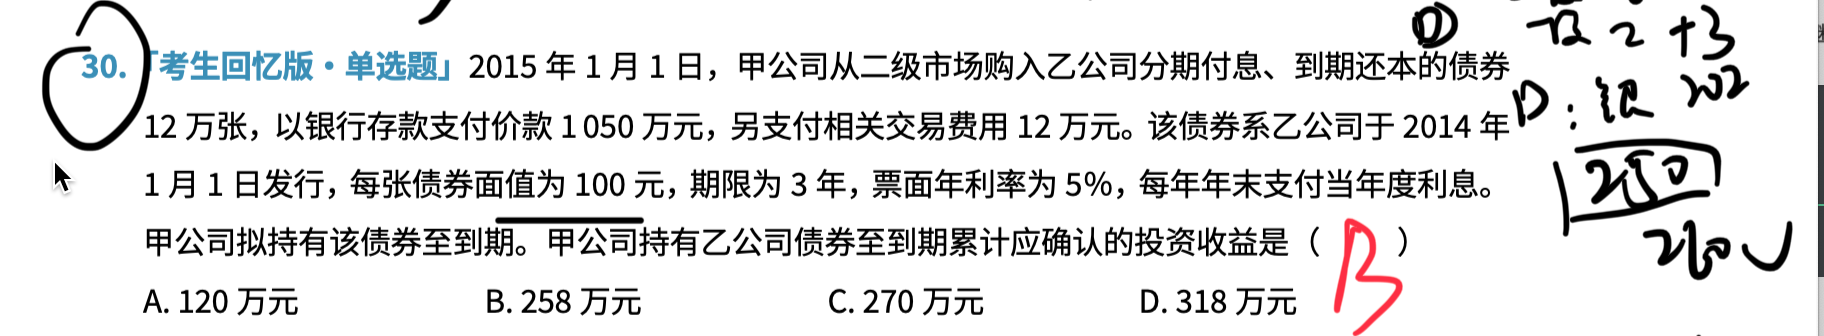 30.「考生回忆版·单选题」2015 年 1 月 1 日，甲公司从二级市场购入乙公司分期付息、到期还本的债券
12 万张，以银行存款支付价款 1 050 万元，另支付相关交易费用 12 万元。该债券系乙公司于 2014 年
1 月 1 日发行，每张债券面值为 100 元，期限为 3 年，票面年利率为 5%，每年年末支付当年度利息。
甲公司拟持有该债券至到期。甲公司持有乙公司债券至到期累计应确认的投资收益是（ B ）
A. 120 万元 B. 258 万元 C. 270 万元 D. 318 万元
D 2 +3
D：银 202
250